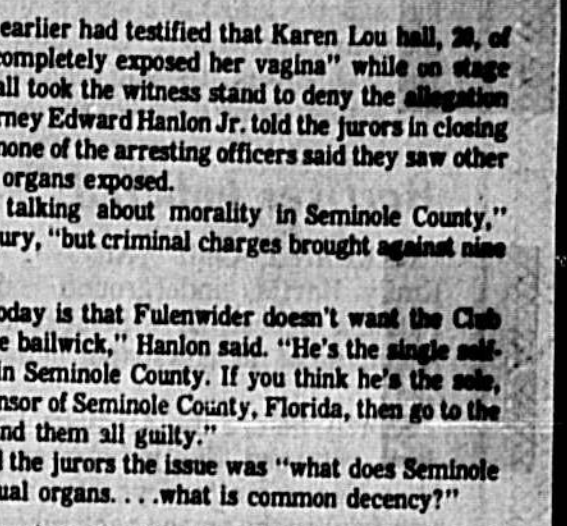 earlier had testified that Karen Lou hall, 20, of
completely exposed her vagina" while on stage
all took the witness stand to deny the allegation
rney Edward Hanlon Jr. told the jurors in closing
none of the arresting officers said they saw other
organs exposed.
talking about morality in Seminole County,"
ury, "but criminal charges brought against nine
oday is that Fulenwider doesn't want the Club
e bailwick," Hanlon said. "He's the single self-
in Seminole County. If you think he's the sole,
nsor of Seminole County, Florida, then go to the
nd them all guilty."
the jurors the issue was "what does Seminole
ual organs. . . .what is common decency?"